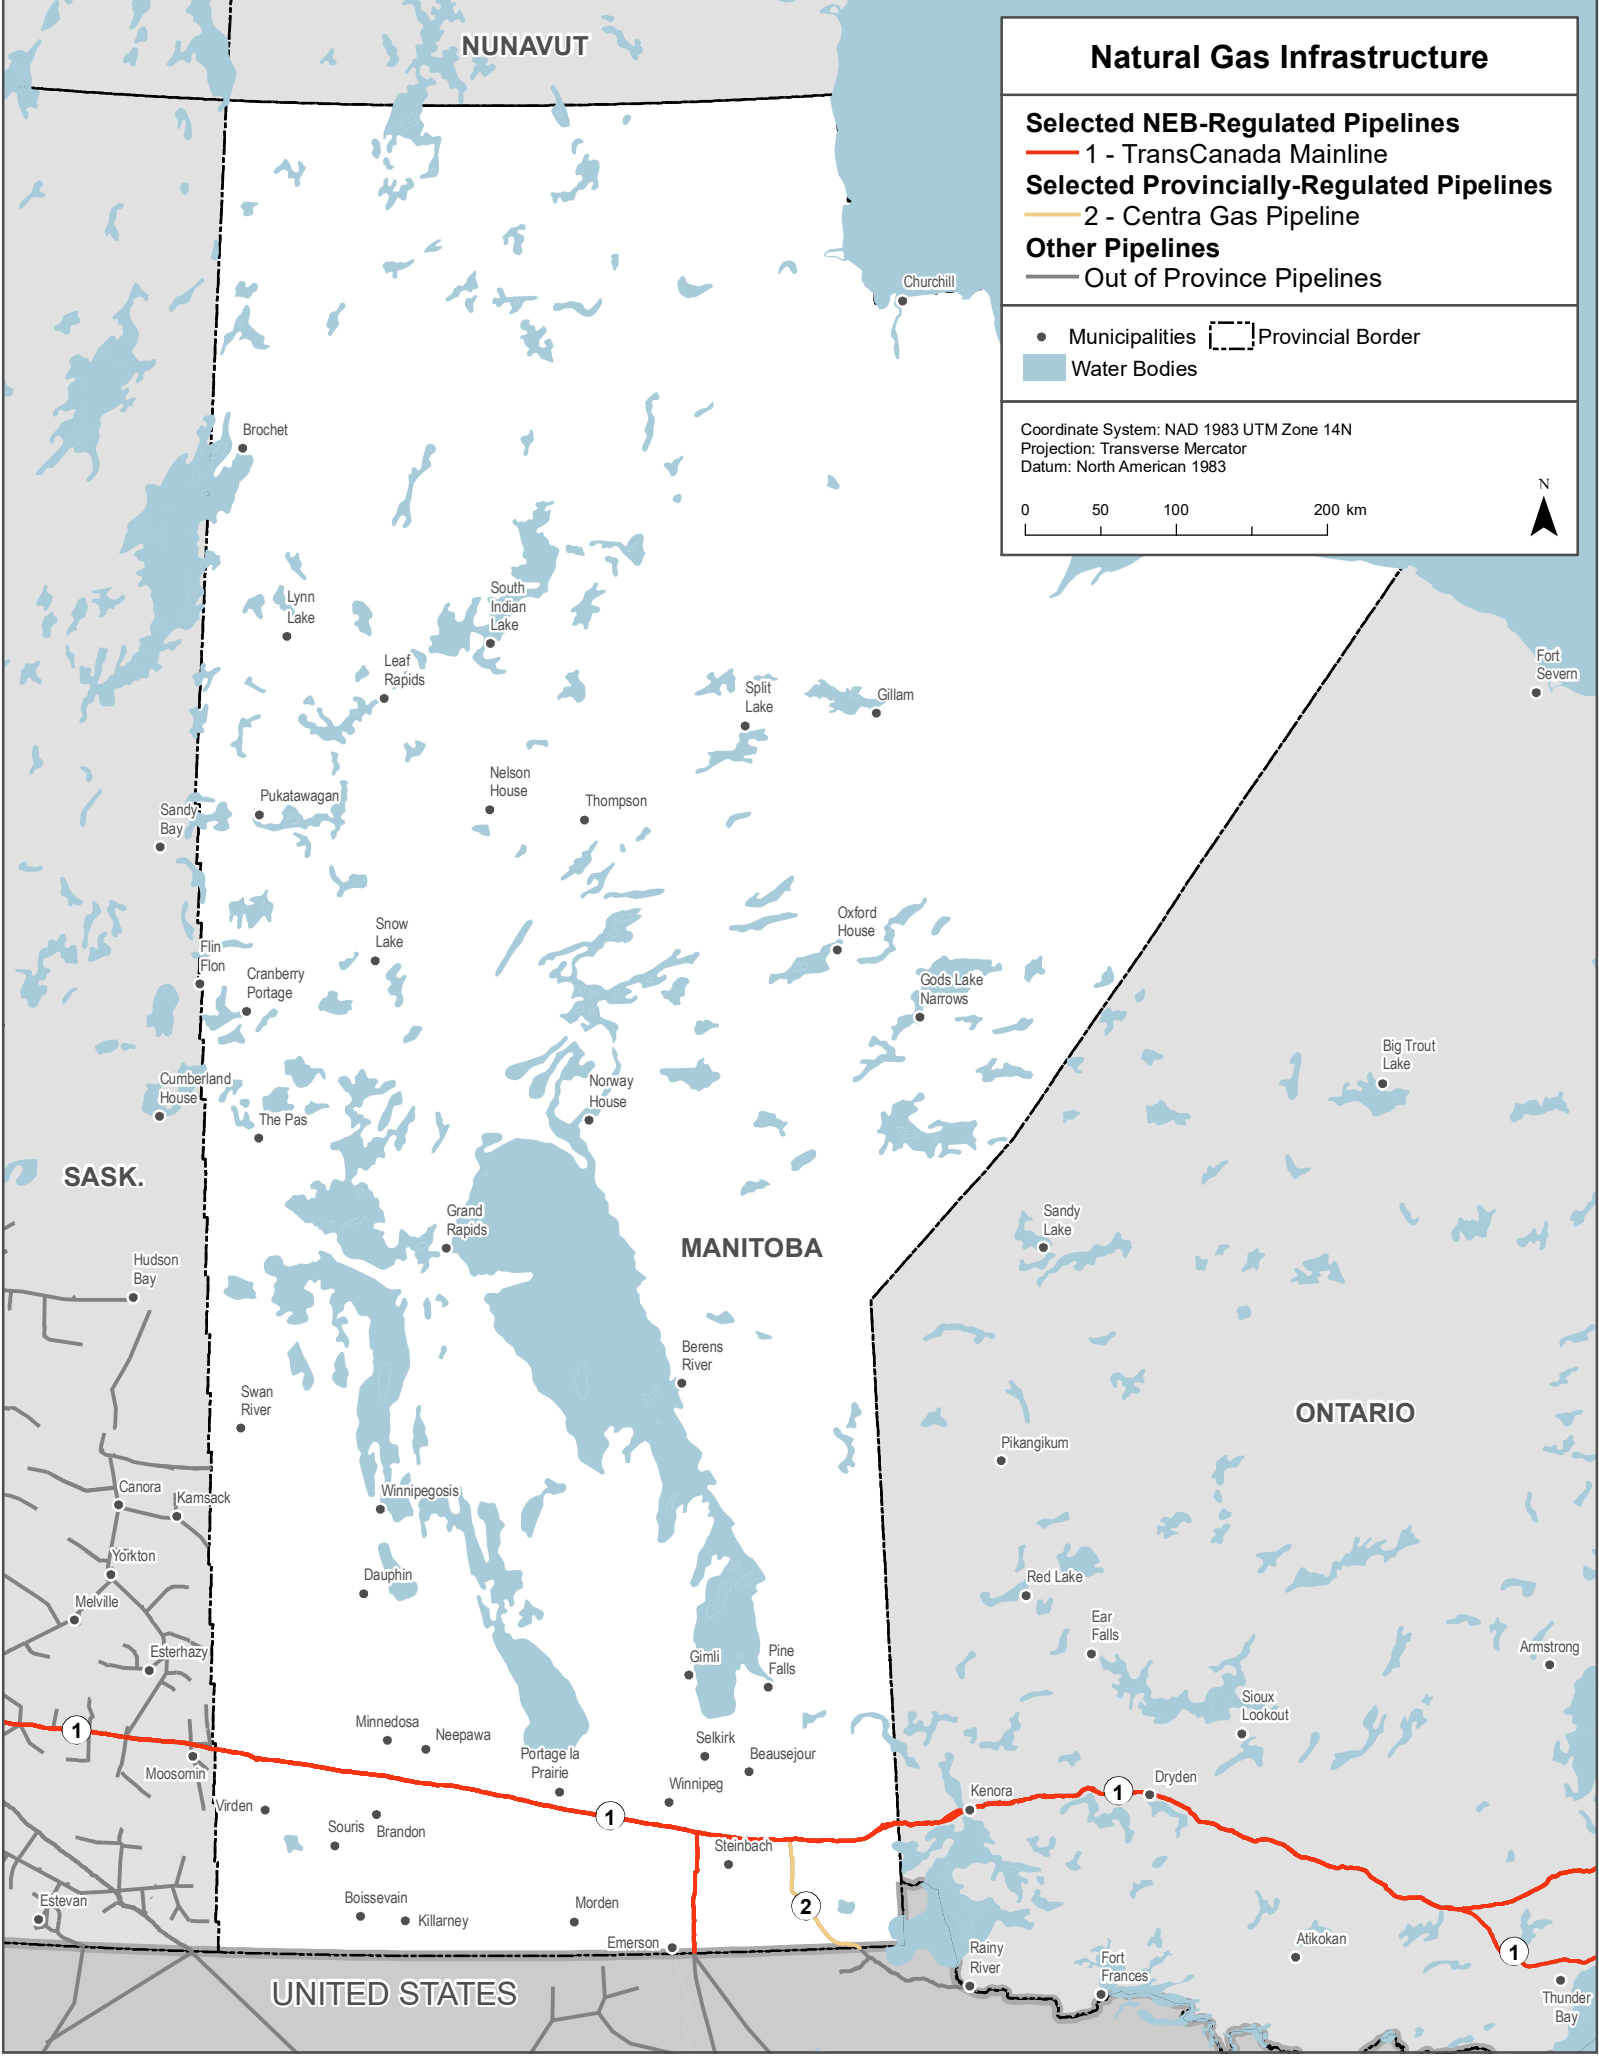 NUNAVUT
Natural Gas Infrastructure
Selected NEB-Regulated Pipelines
1 - TransCanada Mainline
Selected Provincially-Regulated Pipelines
2 - Centra Gas Pipeline
Other Pipelines
Out of Province Pipelines
Municipalities
Provincial Border
Water Bodies
Coordinate System: NAD 1983 UTM Zone 14N
Projection: Transverse Mercator
Datum: North American 1983
N
0 50 100 200 km
Churchill
Brochet
Lynn
Lake
South
Indian
Lake
Leaf
Rapids
Split
Lake
Gillam
Fort
Severn
Nelson
House
Thompson
Pukatawagan
Sandy
Bay
Snow
Lake
Oxford
House
Flin
Flon
Cranberry
Portage
Gods Lake
Narrows
Big Trout
Lake
Cumberland
House
The Pas
Norway
House
SASK.
Grand
Rapids
MANITOBA
Sandy
Lake
Hudson
Bay
Berens
River
Swan
River
ONTARIO
Pikangikum
Canora
Kamsack
Winnipegosis
Yorkton
Dauphin
Melville
Red Lake
Ear
Falls
Esterhazy
Gimli
Pine
Falls
Armstrong
Sioux
Lookout
1
Minnedosa
Neepawa
Selkirk
Beausejour
Portage la
Prairie
Moosomin
Winnipeg
Kenora
1
Dryden
Virden
1
Souris
Brandon
Steinbach
Estevan
Boissevain
Killarney
Morden
2
Emerson
Rainy
River
Fort
Frances
Atikokan
1
Thunder
Bay
UNITED STATES